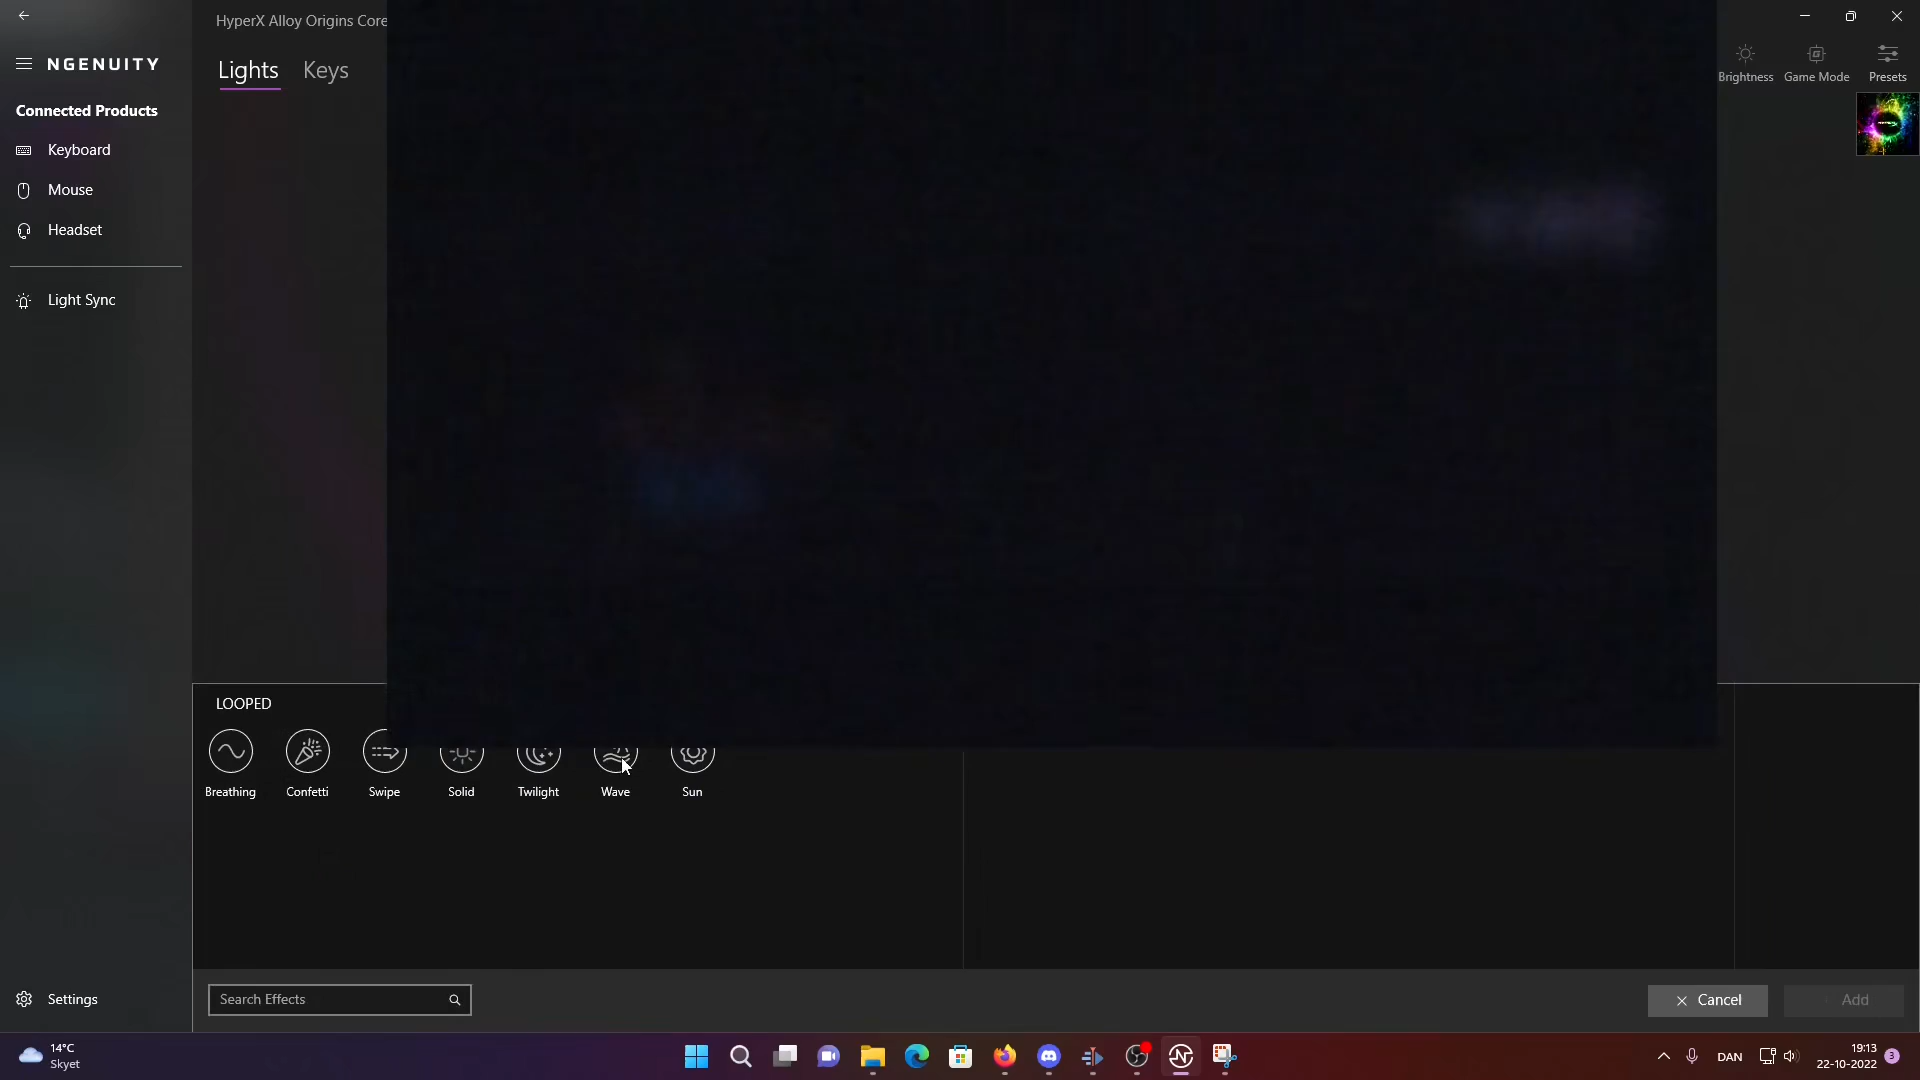 HyperX Alloy Origins Core
NGENUITY
Lights
Keys
Brightness
Game Mode
Presets
Connected Products
Keyboard
Mouse
Headset
Light Sync
LOOPED
Breathing
Confetti
Swipe
Solid
Twilight
Wave
Sun
Settings
Search Effects
Cancel
Add
14°C
Skyet
DAN
19:13
22-10-2022
3